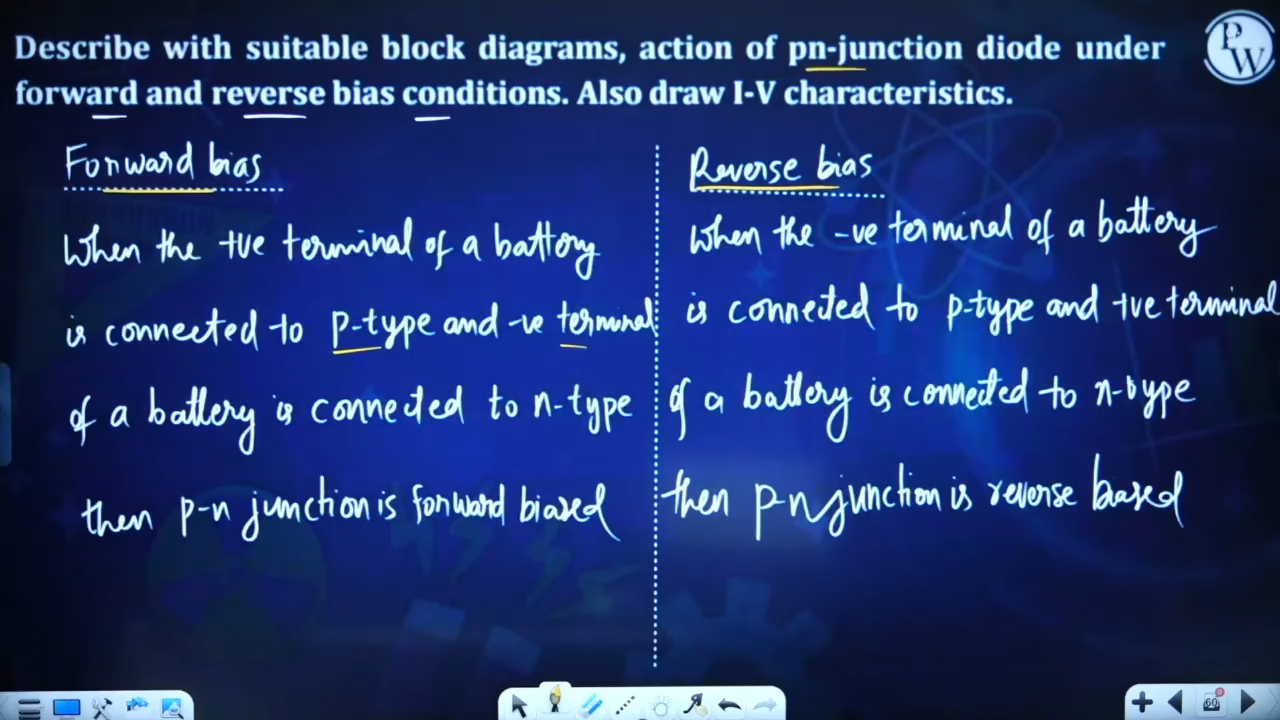 Describe with suitable block diagrams, action of pn-junction diode under
forward and reverse bias conditions. Also draw I-V characteristics.
PW
Forward bias
When the +ve terminal of a battery
is connected to p-type and -ve terminal
of a battery is connected to n-type
then p-n junction is forward biased
Reverse bias
When the -ve terminal of a battery
is connected to p-type and +ve terminal
of a battery is connected to n-type
then p-n junction is reverse biased
60